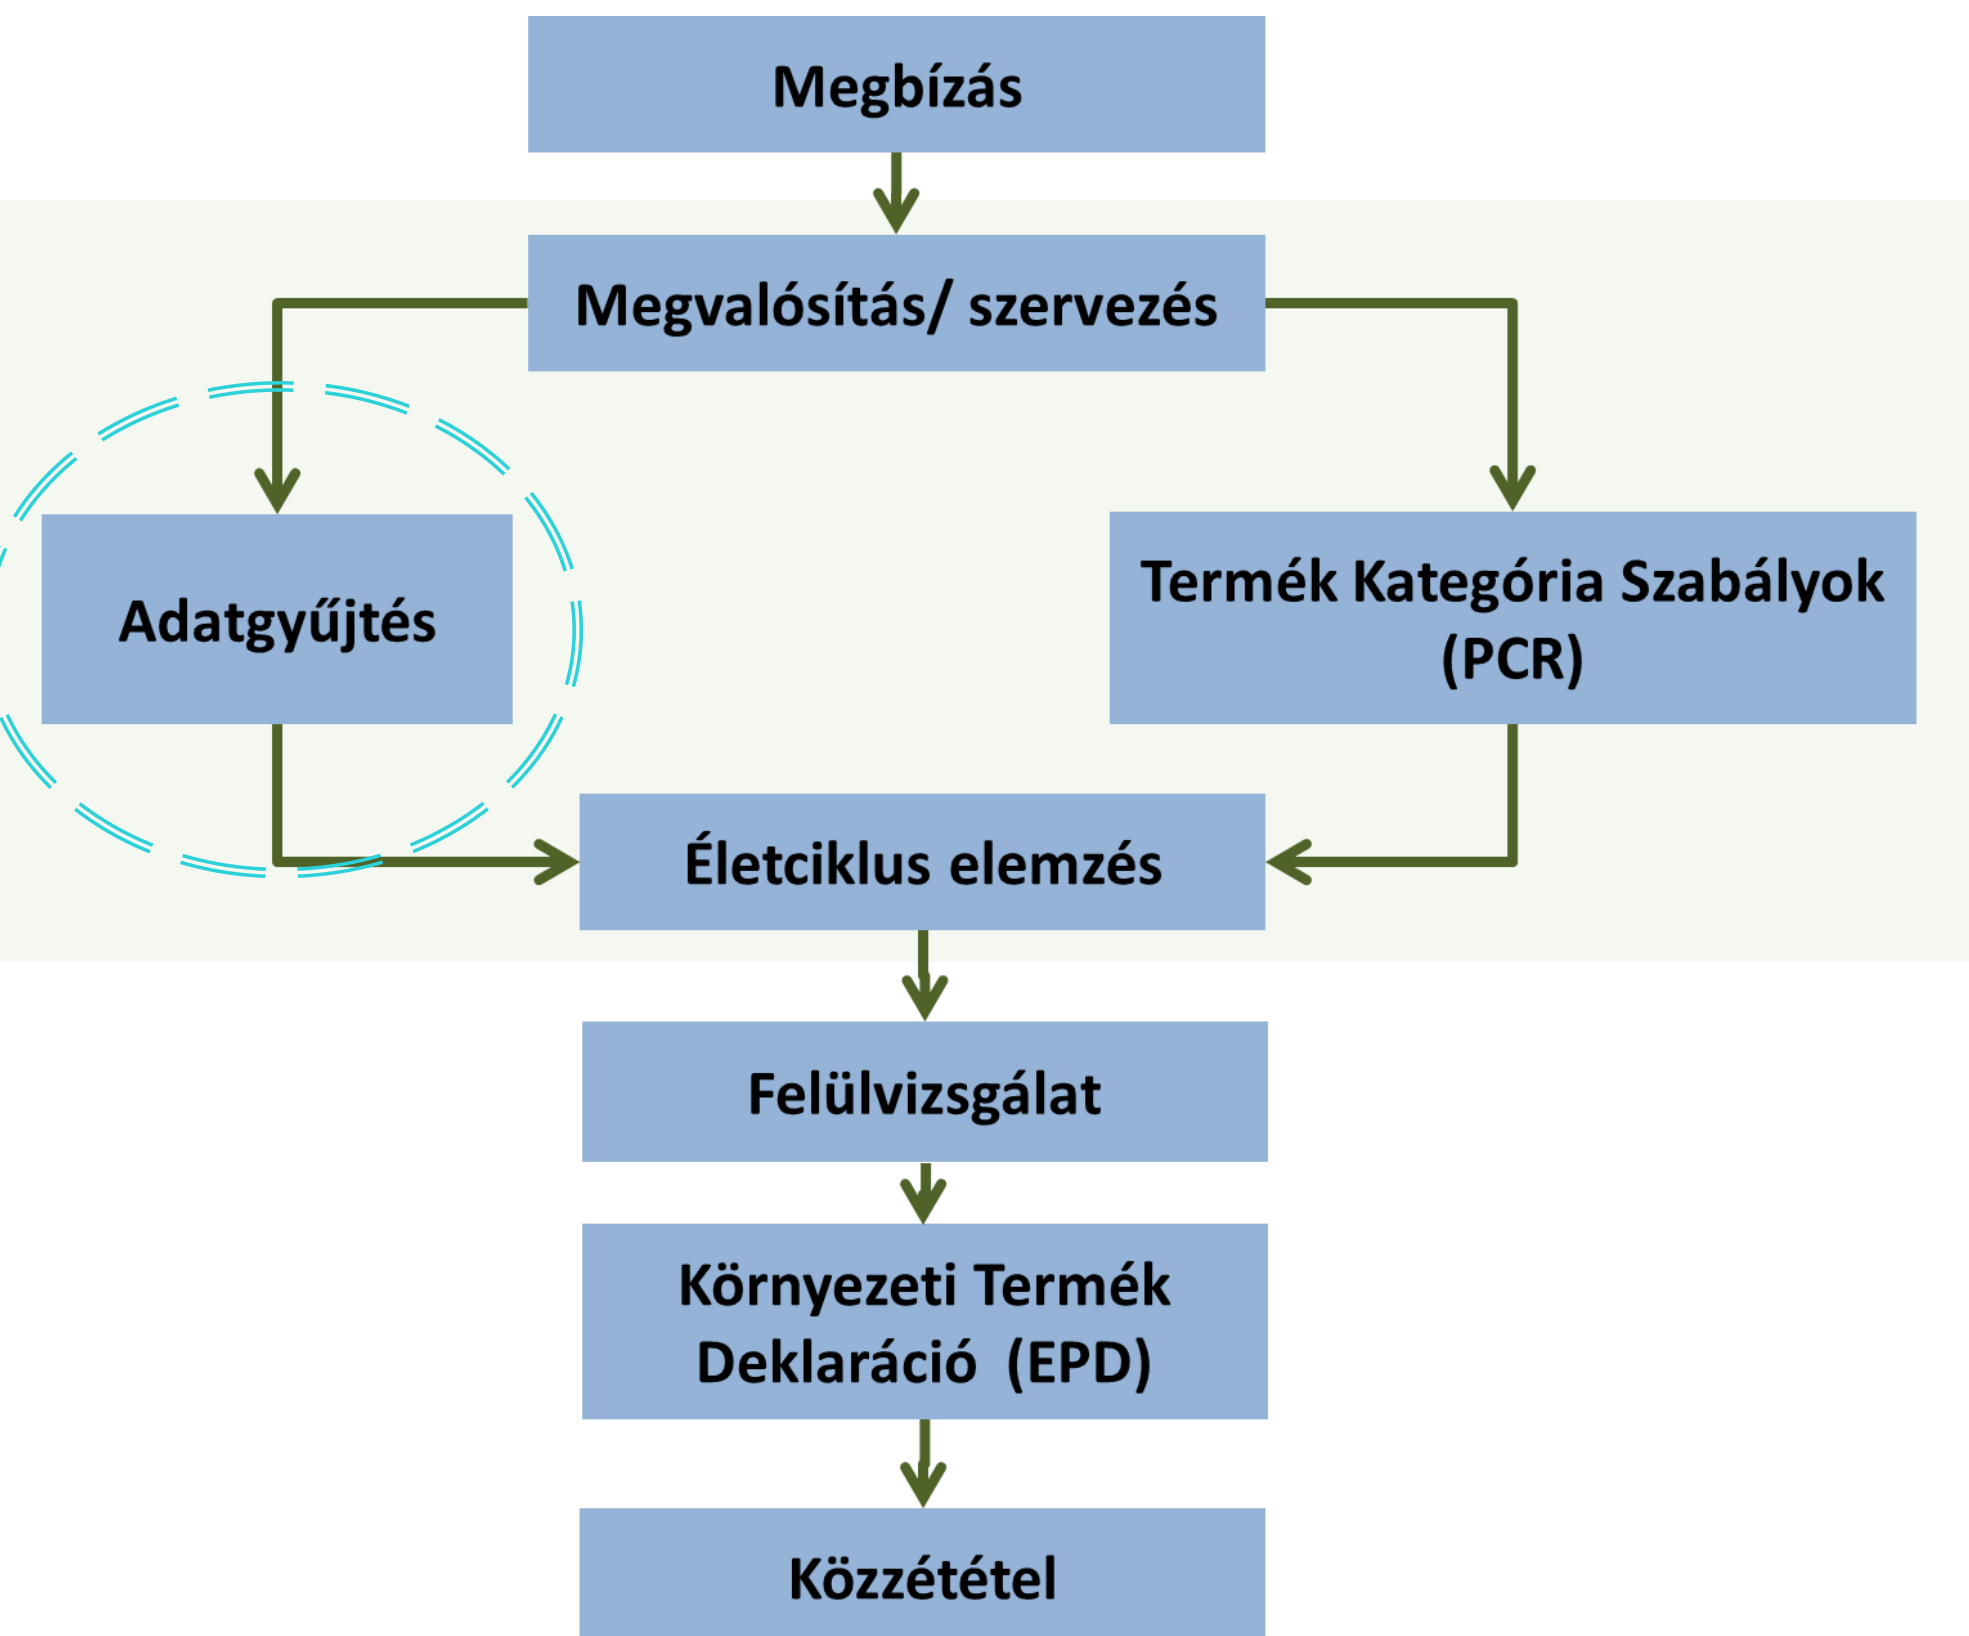 Megbízás
Megvalósítás/ szervezés
Adatgyűjtés
Termék Kategória Szabályok
(PCR)
Életciklus elemzés
Felülvizsgálat
Környezeti Termék
Deklaráció  (EPD)
Közzététel